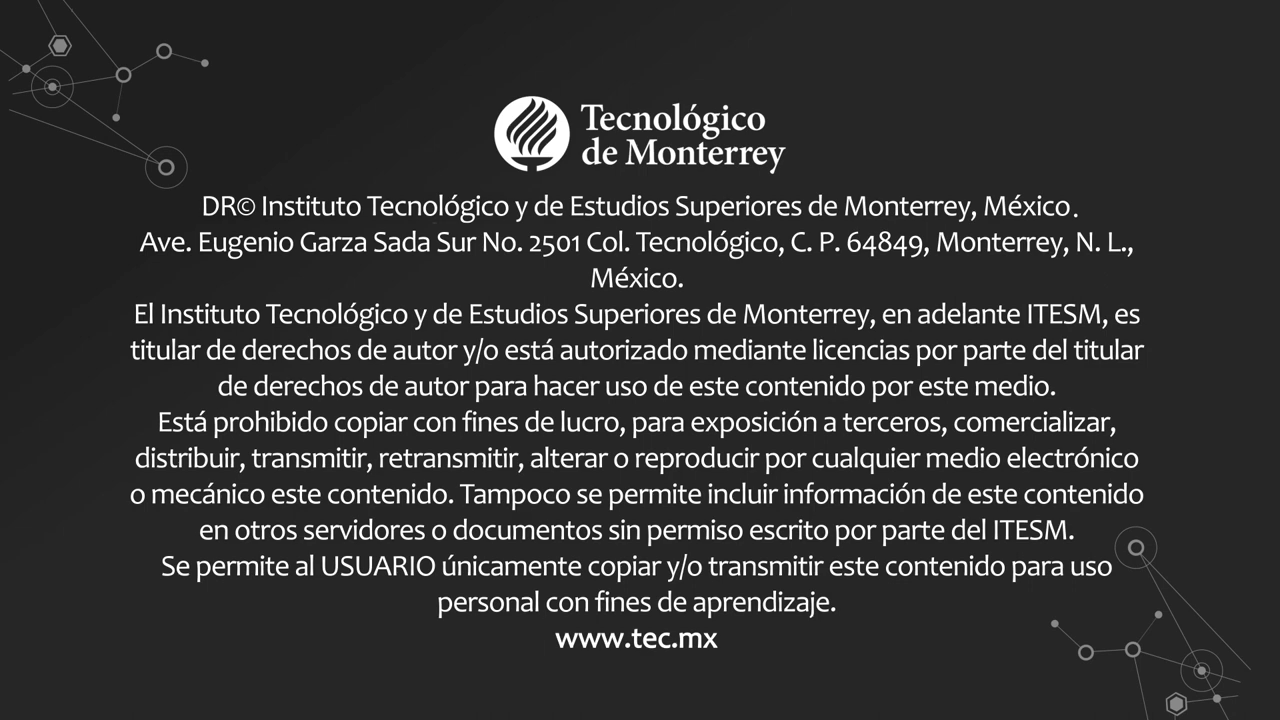 Tecnológico
de Monterrey
DR© Instituto Tecnológico y de Estudios Superiores de Monterrey, México.
Ave. Eugenio Garza Sada Sur No. 2501 Col. Tecnológico, C. P. 64849, Monterrey, N. L.,
México.
El Instituto Tecnológico y de Estudios Superiores de Monterrey, en adelante ITESM, es
titular de derechos de autor y/o está autorizado mediante licencias por parte del titular
de derechos de autor para hacer uso de este contenido por este medio.
Está prohibido copiar con fines de lucro, para exposición a terceros, comercializar,
distribuir, transmitir, retransmitir, alterar o reproducir por cualquier medio electrónico
o mecánico este contenido. Tampoco se permite incluir información de este contenido
en otros servidores o documentos sin permiso escrito por parte del ITESM.
Se permite al USUARIO únicamente copiar y/o transmitir este contenido para uso
personal con fines de aprendizaje.
www.tec.mx